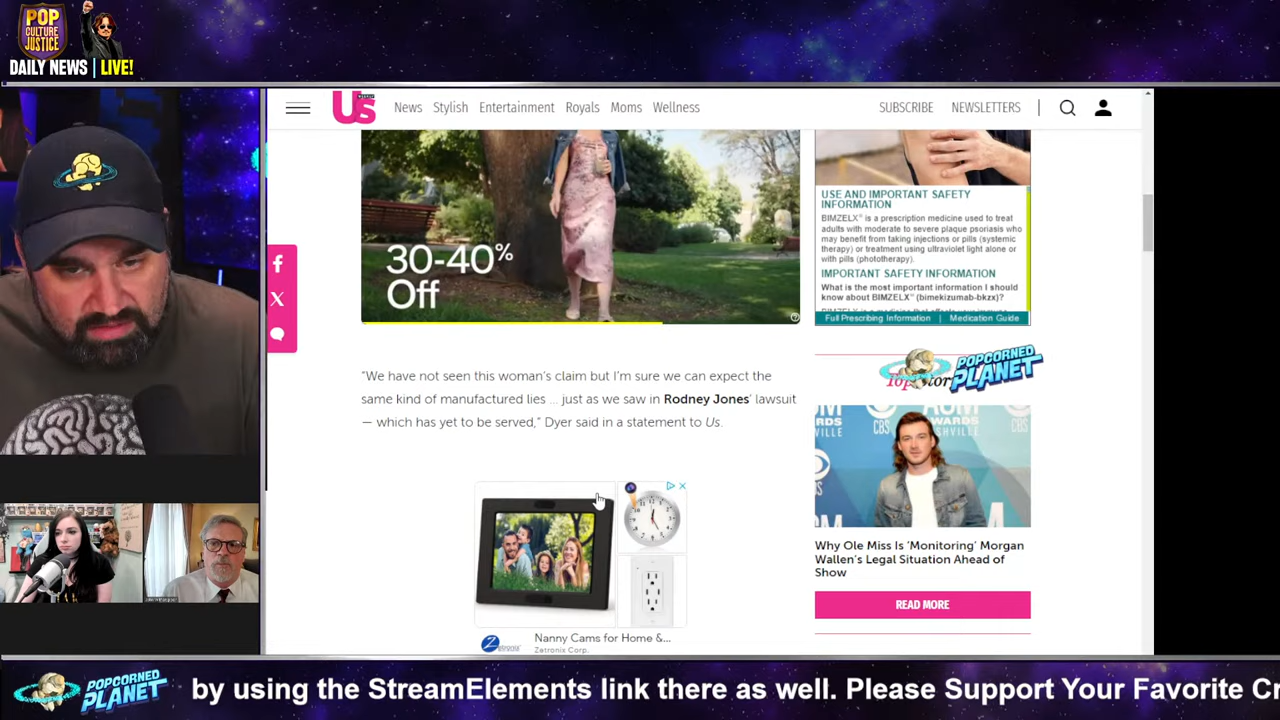 POP
CULTURE
JUSTICE
DAILY NEWS | LIVE!
Us
WEEKLY
News Stylish Entertainment Royals Moms Wellness
SUBSCRIBE NEWSLETTERS
30-40%
Off
USE AND IMPORTANT SAFETY
INFORMATION
BIMZELX® is a prescription medicine used to treat
adults with moderate to severe plaque psoriasis who
may benefit from taking injections or pills (systemic
therapy) or treatment using ultraviolet light alone or
with pills (phototherapy).
IMPORTANT SAFETY INFORMATION
What is the most important information I should
know about BIMZELX® (bimekizumab-bkzx)?
Full Prescribing Information | Medication Guide
“We have not seen this woman’s claim but I’m sure we can expect the
same kind of manufactured lies … just as we saw in Rodney Jones’ lawsuit
— which has yet to be served,” Dyer said in a statement to Us.
POPCORNED
PLANET
Why Ole Miss Is ‘Monitoring’ Morgan
Wallen’s Legal Situation Ahead of
Show
READ MORE
Nanny Cams for Home &...
Zetronix Corp.
POPCORNED
PLANET
by using the StreamElements link there as well. Please Support Your Favorite Cr